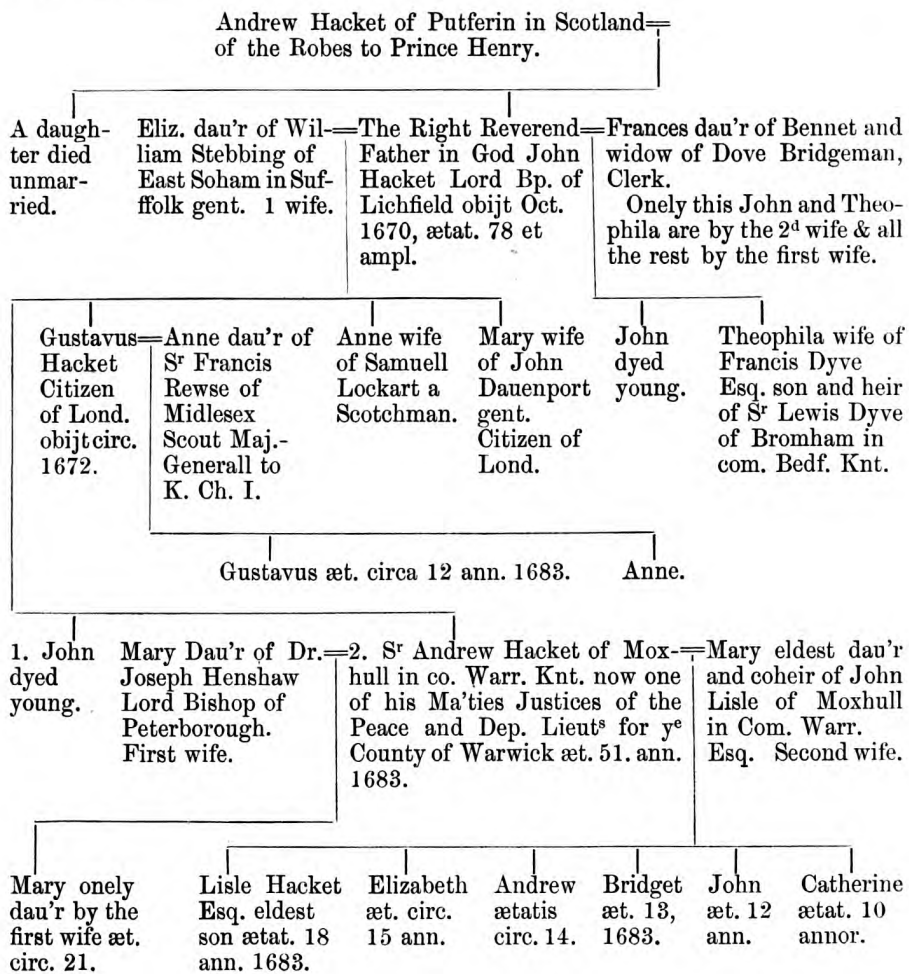 Andrew Hacket of Putferin in Scotland=
of the Robes to Prince Henry.
A daugh-
ter died
unmar-
ried.
Eliz. dau'r of Wil-=
liam Stebbing of
East Soham in Suf-
ffolk gent. 1 wife.
The Right Reverend=
Father in God John
Hacket Lord Bp. of
Lichfield obijt Oct.
1670, ætat. 78 et
ampl.
Frances dau'r of Bennet and
widow of Dove Bridgeman,
Clerk.
Onely this John and Theo-
phila are by the 2d wife & all
the rest by the first wife.
Gustavus=
Hacket
Citizen
of Lond.
obijt circ.
1672.
Anne dau'r of
Sr Francis
Rewse of
Midlesex
Scout Maj.-
Generall to
K. Ch. I.
Anne wife
of Samuell
Lockart a
Scotchman.
Mary wife
of John
Dauenport
gent.
Citizen of
Lond.
John
dyed
young.
Theophila wife of
Francis Dyve
Esq. son and heir
of Sr Lewis Dyve
of Bromham in
com. Bedf. Knt.
Gustavus æt. circa 12 ann. 1683.
Anne.
1. John
dyed
young.
Mary Dau'r of Dr.=
Joseph Henshaw
Lord Bishop of
Peterborough.
First wife.
2. Sr Andrew Hacket of Mox-=
hull in co. Warr. Knt. now one
of his Ma'ties Justices of the
Peace and Dep. Lieuts for ye
County of Warwick æt. 51. ann.
1683.
Mary eldest dau'r
and coheir of John
Lisle of Moxhull
in Com. Warr.
Esq. Second wife.
Mary onely
dau'r by the
first wife æt.
circ. 21.
Lisle Hacket
Esq. eldest
son ætat. 18
ann. 1683.
Elizabeth
æt. circ.
15 ann.
Andrew
ætatis
circ. 14.
Bridget
æt. 13,
1683.
John
æt. 12
ann.
Catherine
ætat. 10
annor.